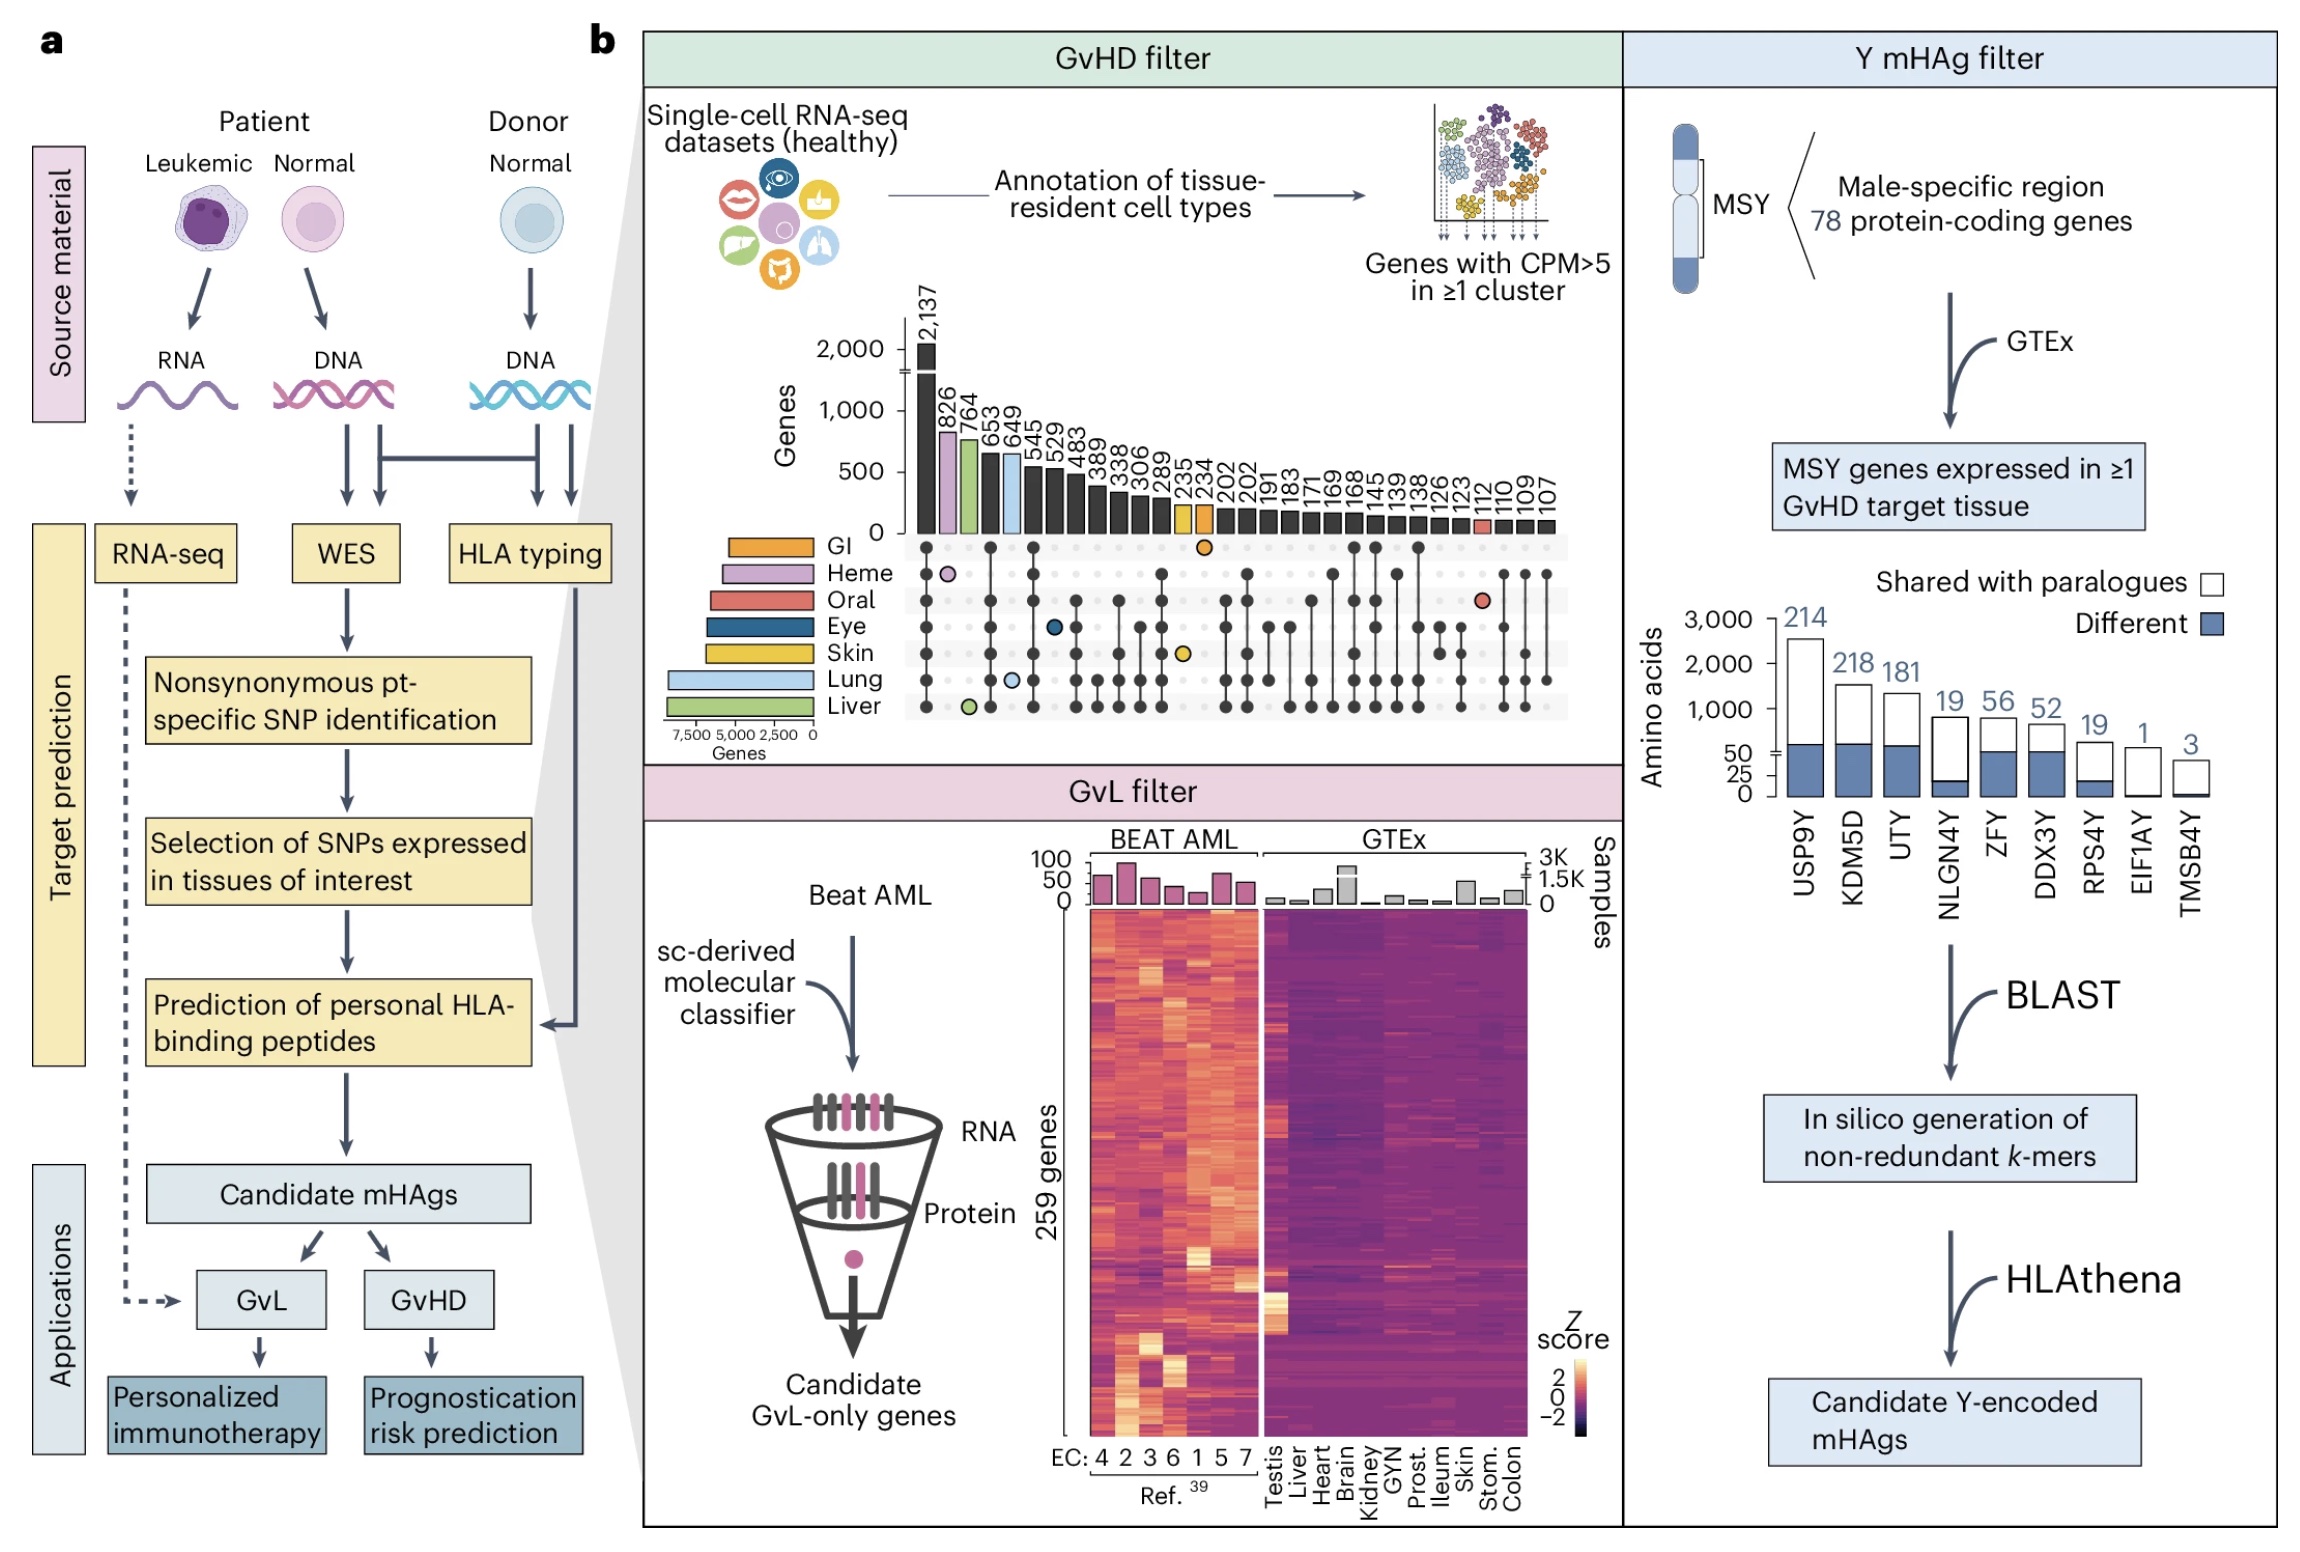 a
Patient
Donor
Leukemic
Normal
Normal
Source material
RNA
DNA
DNA
Target prediction
RNA-seq
WES
HLA typing
Nonsynonymous pt-
specific SNP identification
Selection of SNPs expressed
in tissues of interest
Prediction of personal HLA-
binding peptides
Applications
Candidate mHAgs
GvL
GvHD
Personalized
immunotherapy
Prognostication
risk prediction
b
GvHD filter
Single-cell RNA-seq
datasets (healthy)
Annotation of tissue-
resident cell types
Genes with CPM>5
in ≥1 cluster
Genes
2,000
1,000
500
0
2,137
826
764
653
649
545
529
483
389
338
306
289
235
234
202
202
191
183
171
169
168
145
139
138
126
123
112
110
109
107
GI
Heme
Oral
Eye
Skin
Lung
Liver
7,500 5,000 2,500 0
Genes
GvL filter
Beat AML
sc-derived
molecular
classifier
RNA
Protein
Candidate
GvL-only genes
BEAT AML
GTEx
100
50
0
3K
1.5K
0
Samples
259 genes
Z
score
2
0
−2
EC: 4 2 3 6 1 5 7
Ref. 39
Testis
Liver
Heart
Brain
Kidney
GYN
Prost.
Ileum
Skin
Stom.
Colon
Y mHAg filter
MSY
Male-specific region
78 protein-coding genes
GTEx
MSY genes expressed in ≥1
GvHD target tissue
Shared with paralogues
Different
Amino acids
3,000
2,000
1,000
50
25
0
214
218
181
19
56
52
19
1
3
USP9Y
KDM5D
UTY
NLGN4Y
ZFY
DDX3Y
RPS4Y
EIF1AY
TMSB4Y
BLAST
In silico generation of
non-redundant k-mers
HLAthena
Candidate Y-encoded
mHAgs